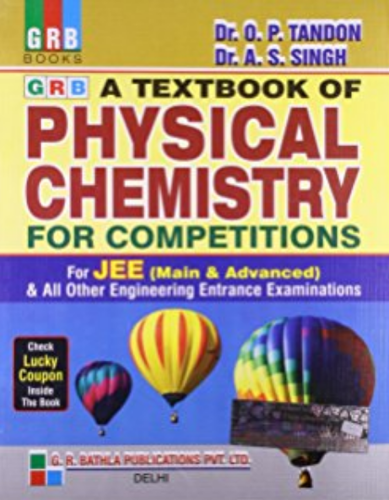 GRB
BOOKS
Dr. O. P. TANDON
Dr. A. S. SINGH
GRB A TEXTBOOK OF
PHYSICAL
CHEMISTRY
FOR COMPETITIONS
For JEE (Main & Advanced)
& All Other Engineering Entrance Examinations
Check
Lucky
Coupon
Inside
The Book
G. R. BATHLA PUBLICATIONS PVT. LTD.
DELHI